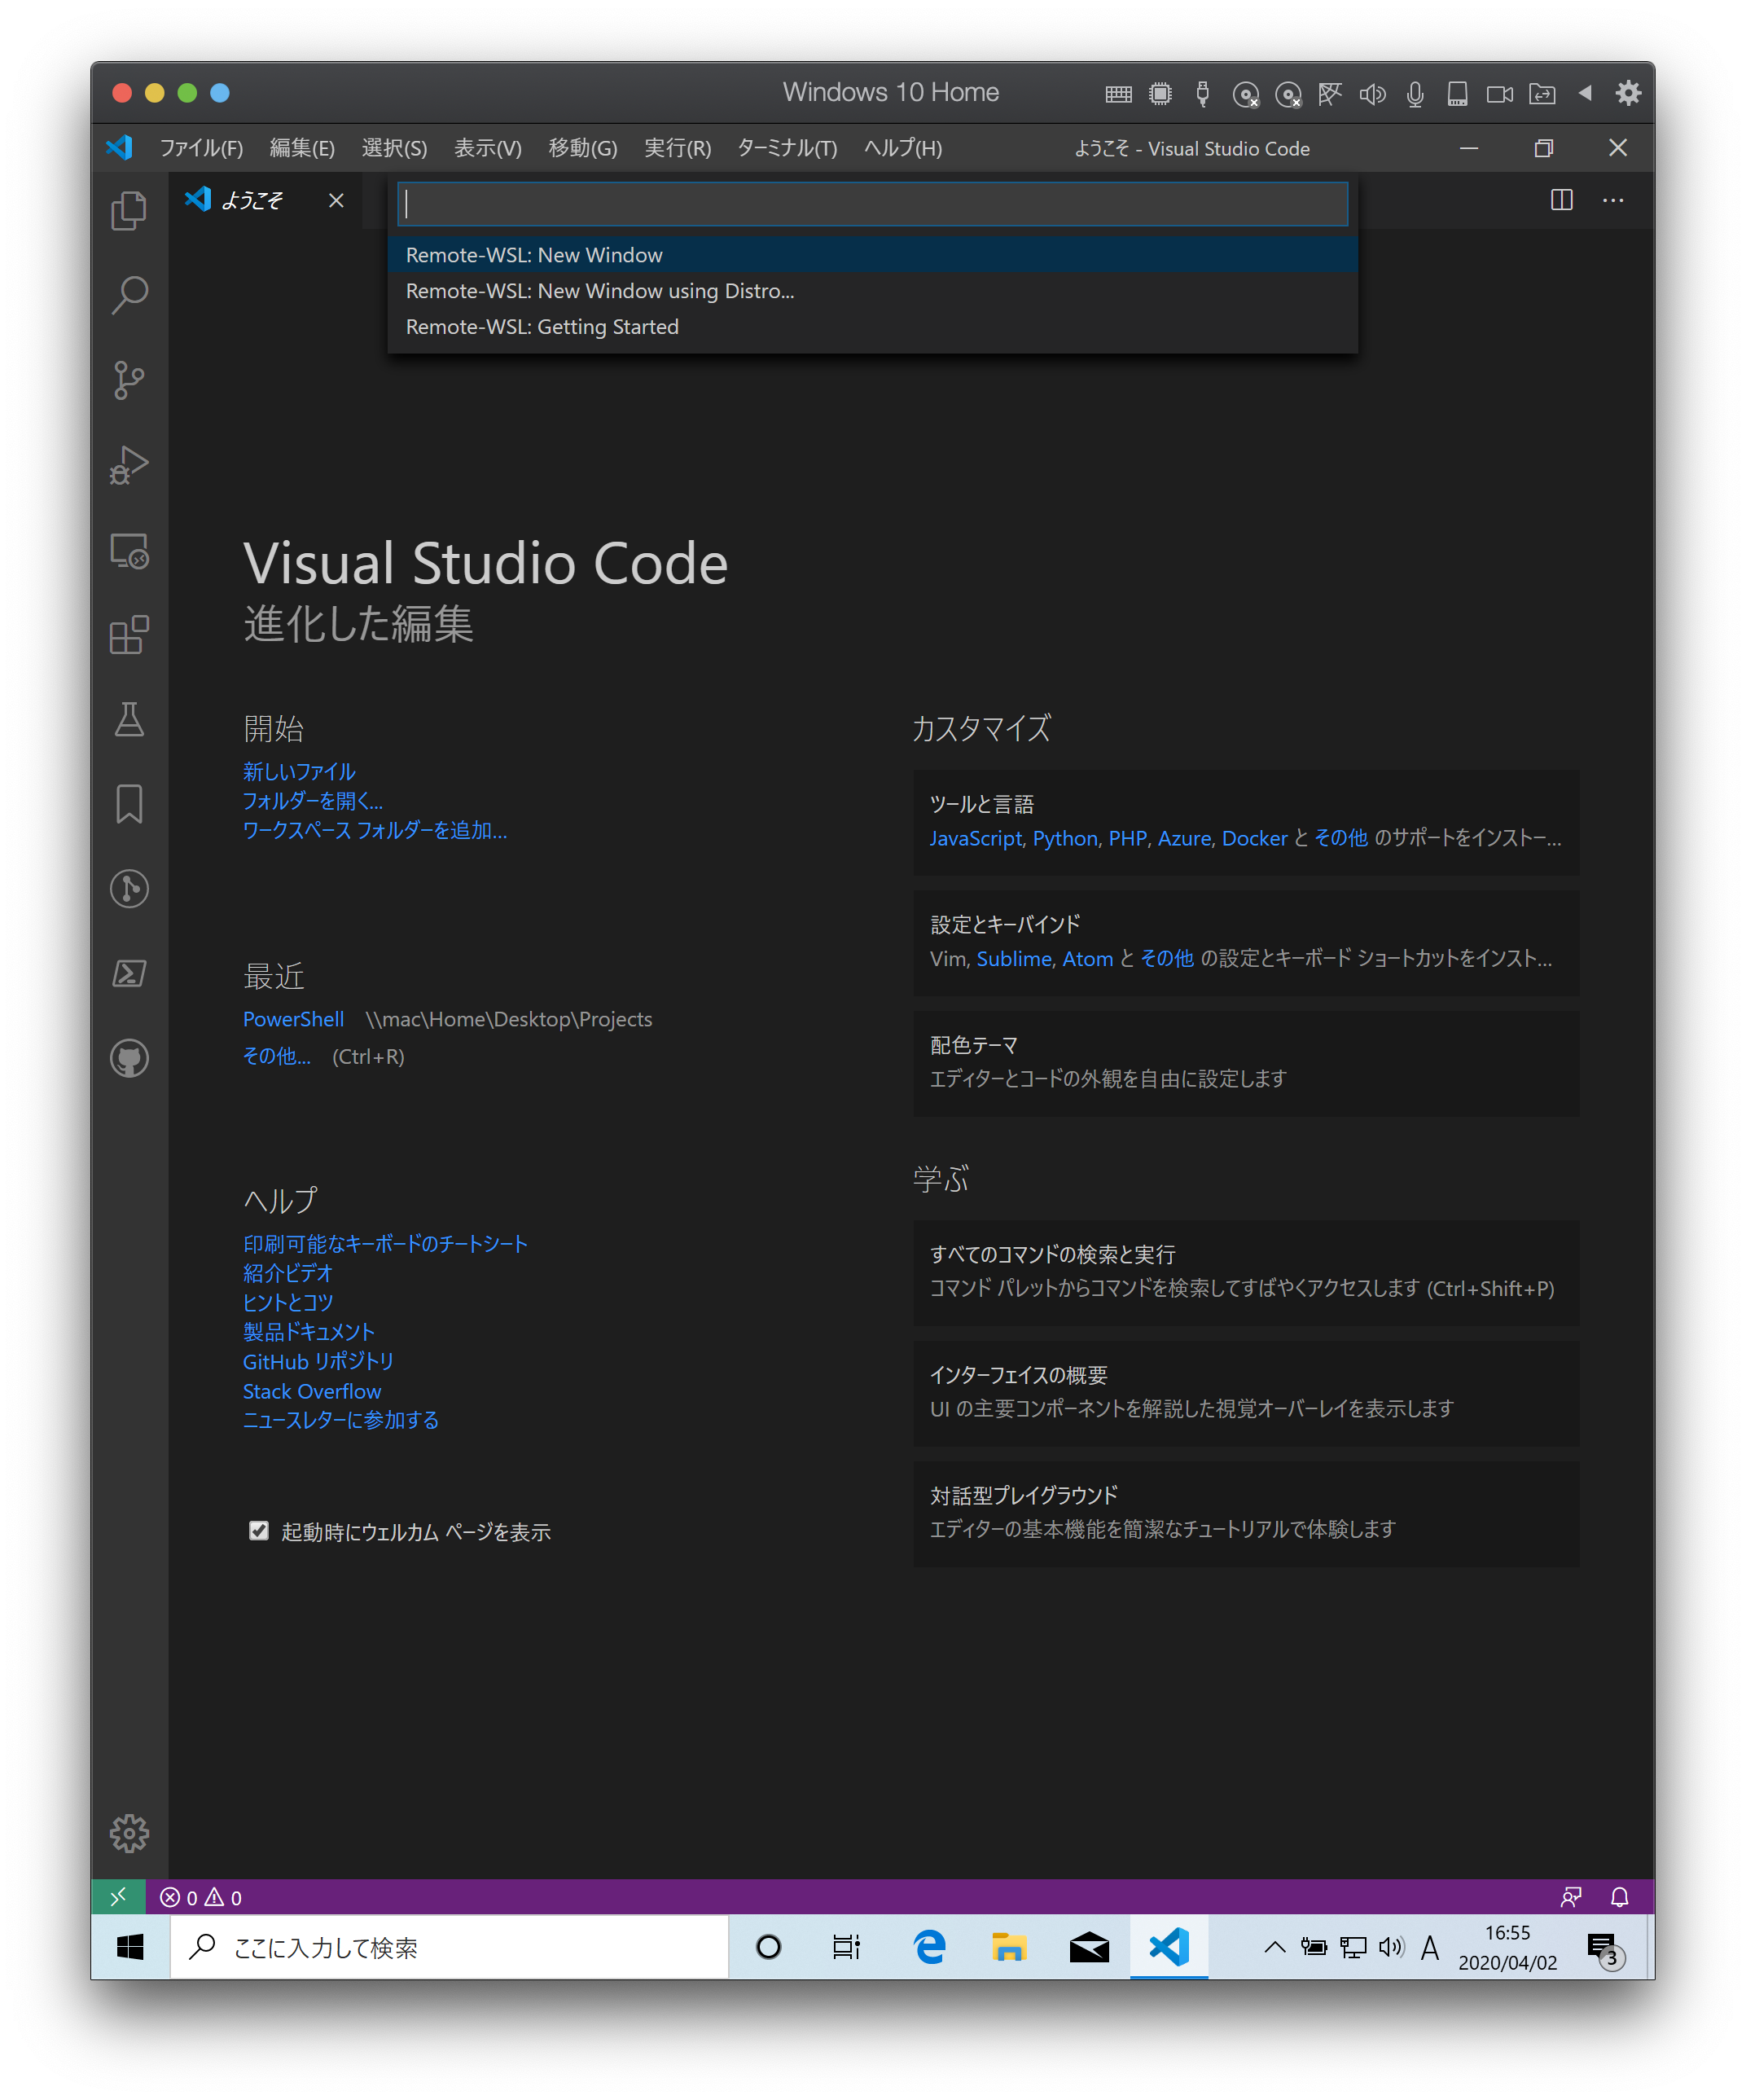 Windows 10 Home
ファイル(F) 編集(E) 選択(S) 表示(V) 移動(G) 実行(R) ターミナル(T) ヘルプ(H) ようこそ - Visual Studio Code
ようこそ
Remote-WSL: New Window
Remote-WSL: New Window using Distro...
Remote-WSL: Getting Started
Visual Studio Code
進化した編集
開始
新しいファイル
フォルダーを開く...
ワークスペース フォルダーを追加...
最近
PowerShell \\mac\Home\Desktop\Projects
その他... (Ctrl+R)
ヘルプ
印刷可能なキーボードのチートシート
紹介ビデオ
ヒントとコツ
製品ドキュメント
GitHub リポジトリ
Stack Overflow
ニュースレターに参加する
起動時にウェルカム ページを表示
カスタマイズ
ツールと言語
JavaScript, Python, PHP, Azure, Docker と その他 のサポートをインストー...
設定とキーバインド
Vim, Sublime, Atom と その他 の設定とキーボード ショートカットをインスト...
配色テーマ
エディターとコードの外観を自由に設定します
学ぶ
すべてのコマンドの検索と実行
コマンド パレットからコマンドを検索してすばやくアクセスします (Ctrl+Shift+P)
インターフェイスの概要
UI の主要コンポーネントを解説した視覚オーバーレイを表示します
対話型プレイグラウンド
エディターの基本機能を簡潔なチュートリアルで体験します
0 0
ここに入力して検索
A
16:55
2020/04/02
3